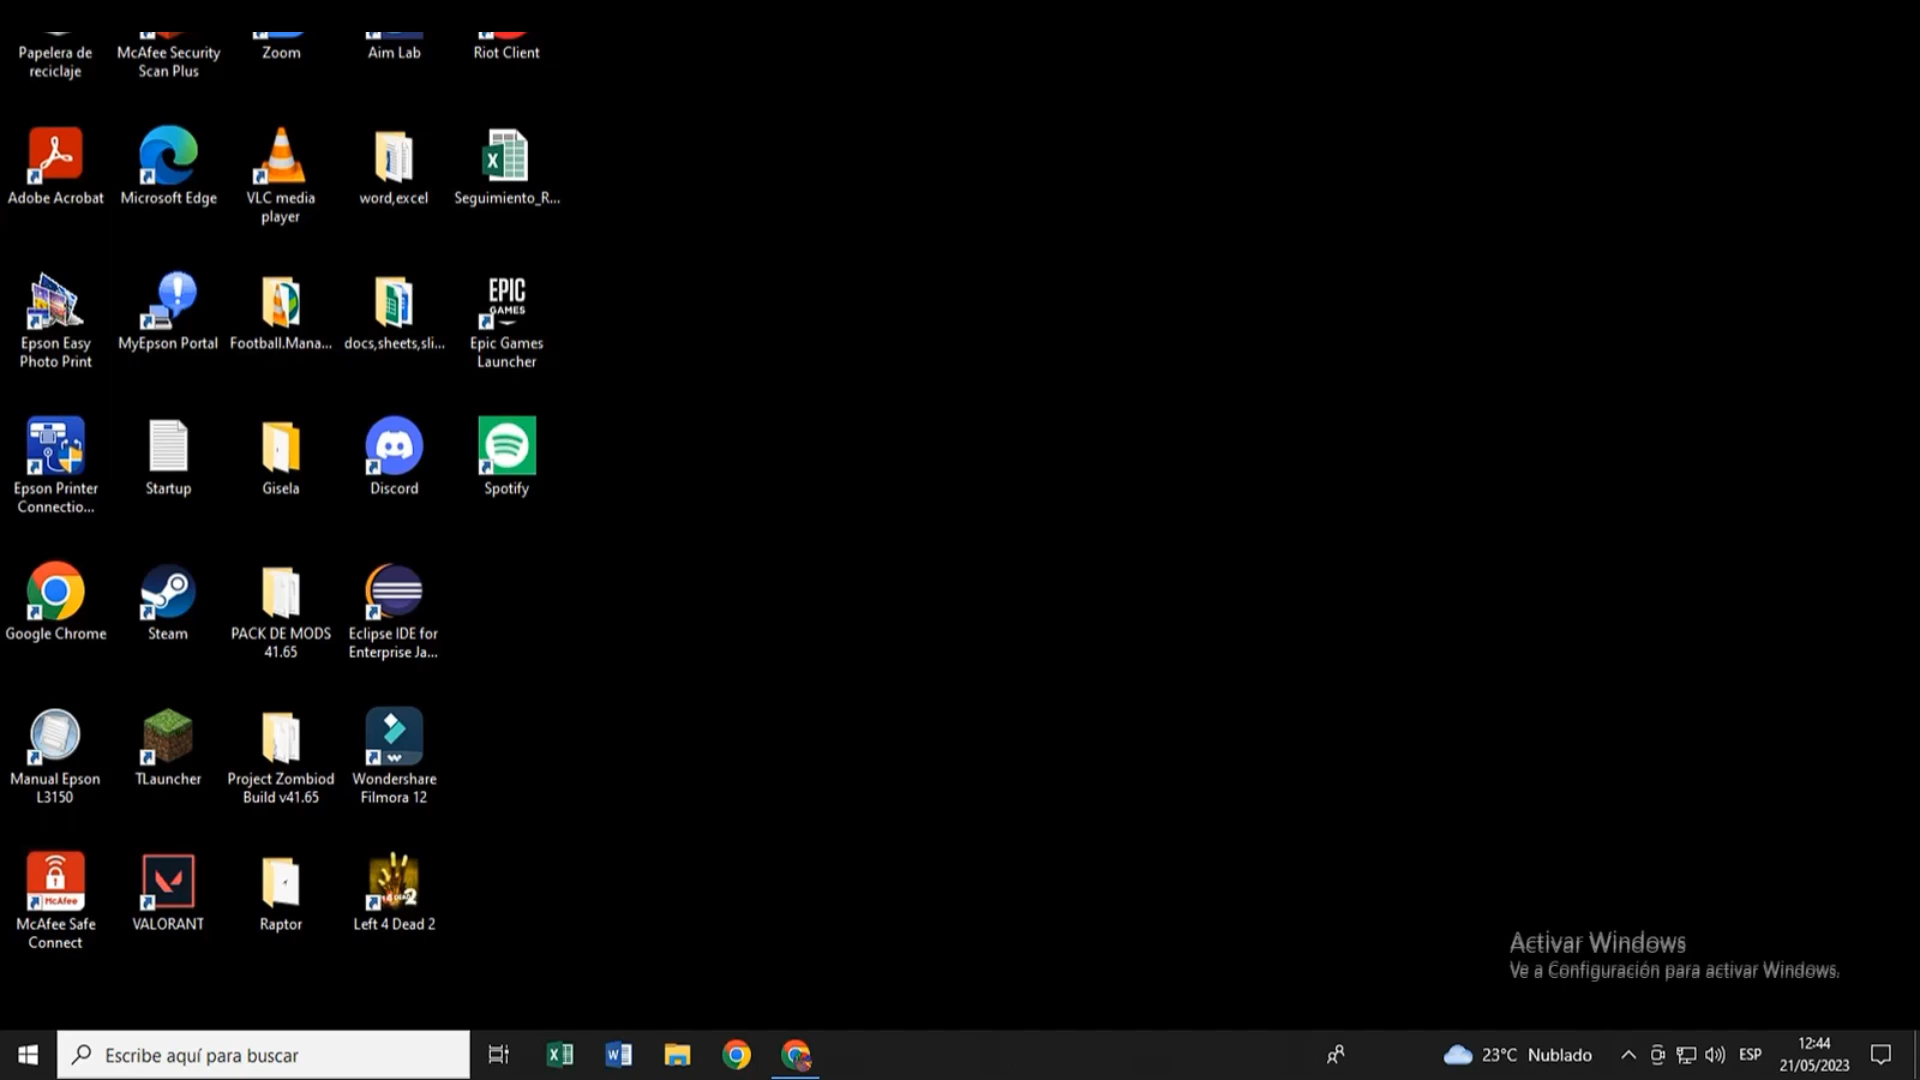 Papelera de
reciclaje
McAfee Security
Scan Plus
Zoom
Aim Lab
Riot Client
Adobe Acrobat
Microsoft Edge
VLC media
player
word,excel
Seguimiento_R...
Epson Easy
Photo Print
MyEpson Portal
Football.Mana...
docs,sheets,sli...
EPIC
GAMES
Epic Games
Launcher
Epson Printer
Connectio...
Startup
Gisela
Discord
Spotify
Google Chrome
Steam
PACK DE MODS
41.65
Eclipse IDE for
Enterprise Ja...
Manual Epson
L3150
TLauncher
Project Zombiod
Build v41.65
Wondershare
Filmora 12
McAfee
McAfee Safe
Connect
VALORANT
Raptor
Left 4 Dead 2
Activar Windows
Ve a Configuración para activar Windows.
Escribe aquí para buscar
23°C Nublado
ESP
12:44
21/05/2023